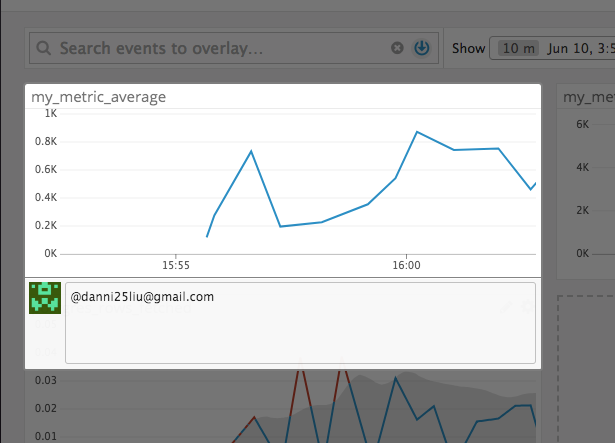 Search events to overlay...
Show 10 m Jun 10, 3:5
my_metric_average
1K
0.8K
0.6K
0.4K
0.2K
0K
15:55 16:00
my_met
6K
4K
2K
0K
@danni25liu@gmail.com
0.03
0.02
0.01